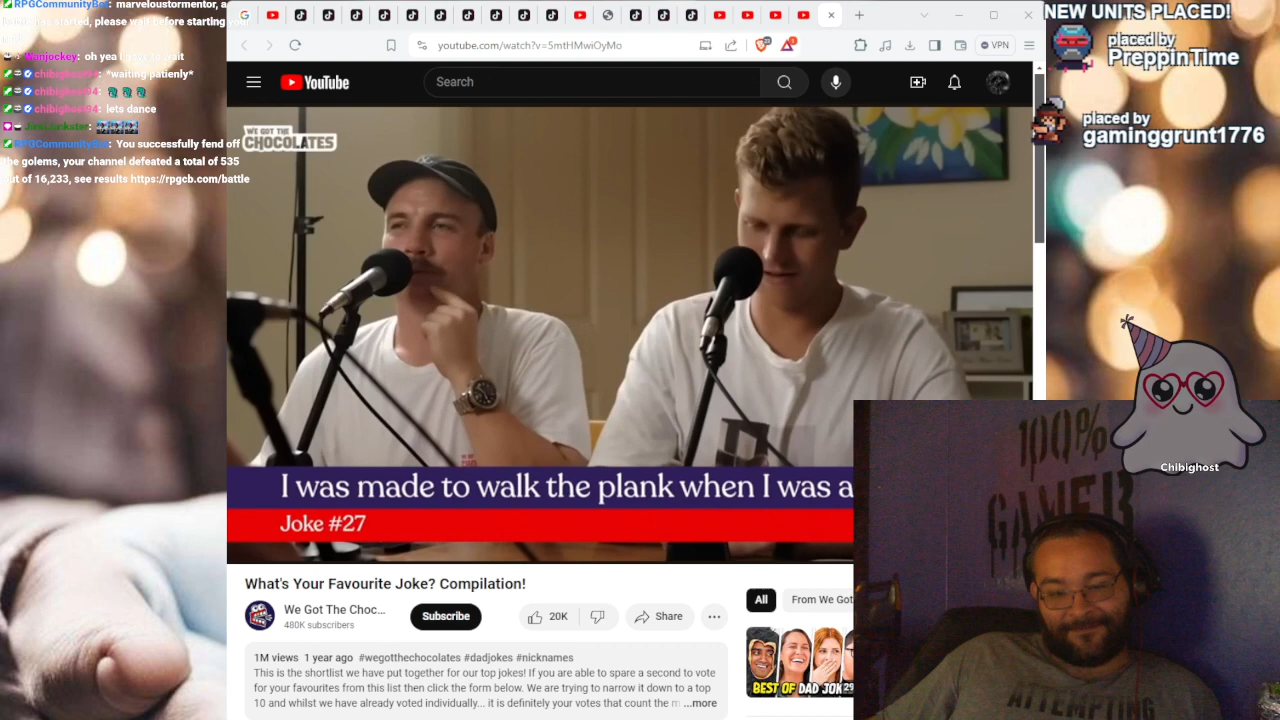 RPGCommunityBot: marveloustormentor, a
started, please wait before starting your
oh yea
chibighost94: *waiting patienly*
chibighost94:
chibighost94: lets dance
RPGCommunityBot: You successfully fend off
the golems, your channel defeated a total of 535
out of 16,233, see results https://rpgcb.com/battle
youtube.com/watch?v=5mtHMwiOyMo
VPN
YouTube
Search
NEW UNITS PLACED!
placed by
PreppinTime
placed by
gaminggrunt1776
WE GOT THE
CHOCOLATES
I was made to walk the plank when I was a
Joke #27
100%
GAMER
Chibighost
What's Your Favourite Joke? Compilation!
We Got The Choc...
480K subscribers
Subscribe
20K
Share
All
From We Got
1M views 1 year ago #wegotthechocolates #dadjokes #nicknames
This is the shortlist we have put together for our top jokes! If you are able to spare a second to vote
for your favourites from this list then click the form below. We are trying to narrow it down to a top
10 and whilst we have already voted individually... it is definitely your votes that count the m ...more
BEST OF DAD JOK
ATTEMPTING